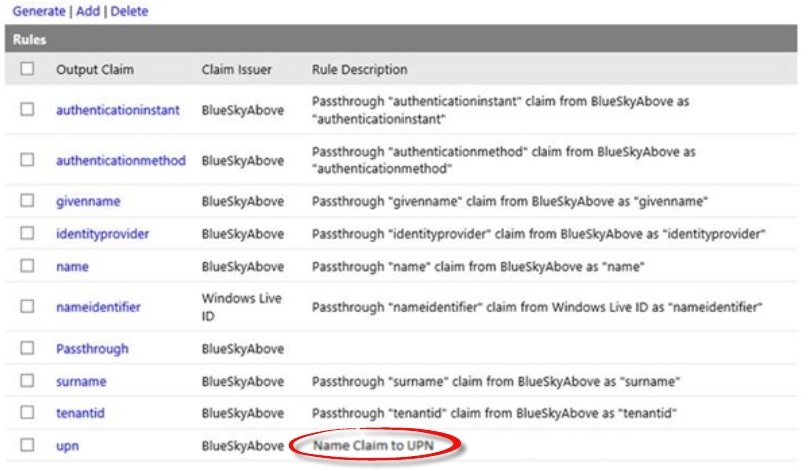 Generate | Add | Delete
Rules
Output Claim Claim Issuer Rule Description
authenticationinstant BlueSkyAbove Passthrough "authenticationinstant" claim from BlueSkyAbove as
"authenticationinstant"
authenticationmethod BlueSkyAbove Passthrough "authenticationmethod" claim from BlueSkyAbove as
"authenticationmethod"
givenname BlueSkyAbove Passthrough "givenname" claim from BlueSkyAbove as "givenname"
identityprovider BlueSkyAbove Passthrough "identityprovider" claim from BlueSkyAbove as "identityprovider"
name BlueSkyAbove Passthrough "name" claim from BlueSkyAbove as "name"
nameidentifier Windows Live
ID Passthrough "nameidentifier" claim from Windows Live ID as "nameidentifier"
Passthrough BlueSkyAbove
surname BlueSkyAbove Passthrough "surname" claim from BlueSkyAbove as "surname"
tenantid BlueSkyAbove Passthrough "tenantid" claim from BlueSkyAbove as "tenantid"
upn BlueSkyAbove Name Claim to UPN